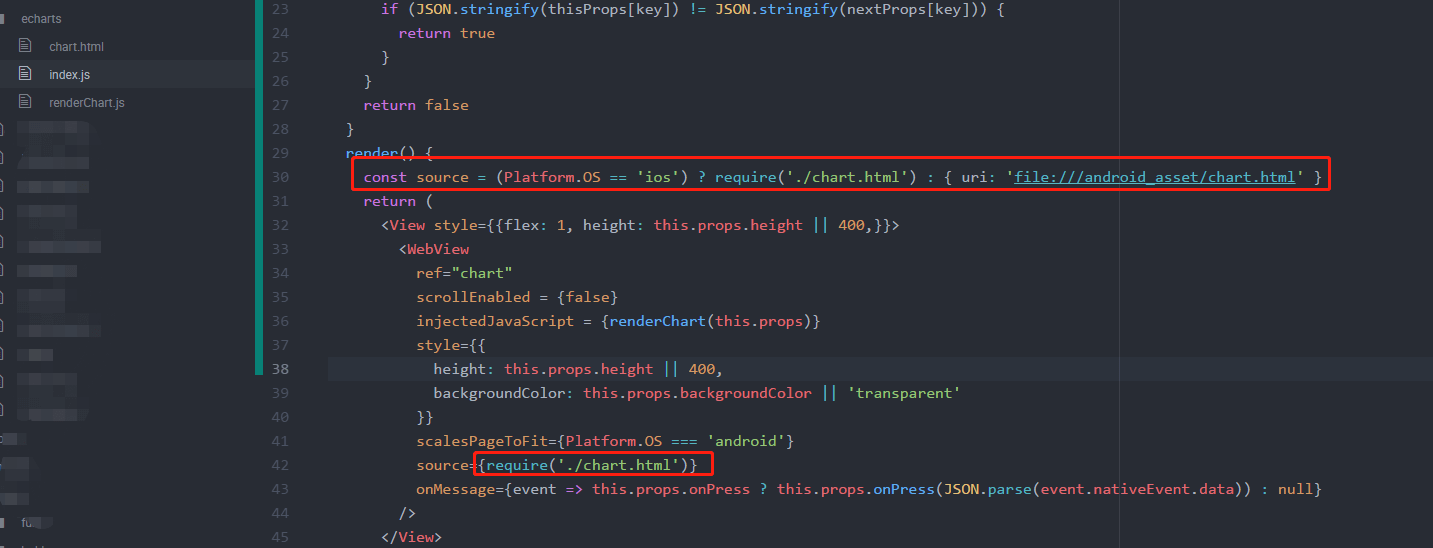 echarts
chart.html
index.js
renderChart.js
fu
23 if (JSON.stringify(thisProps[key]) != JSON.stringify(nextProps[key])) {
24 return true
25 }
26 }
27 return false
28 }
29 render() {
30 const source = (Platform.OS == 'ios') ? require('./chart.html') : { uri: 'file:///android_asset/chart.html' }
31 return (
32 <View style={{flex: 1, height: this.props.height || 400,}}>
33 <WebView
34 ref="chart"
35 scrollEnabled = {false}
36 injectedJavaScript = {renderChart(this.props)}
37 style={{
38 height: this.props.height || 400,
39 backgroundColor: this.props.backgroundColor || 'transparent'
40 }}
41 scalesPageToFit={Platform.OS === 'android'}
42 source={require('./chart.html')}
43 onMessage={event => this.props.onPress ? this.props.onPress(JSON.parse(event.nativeEvent.data)) : null}
44 />
45 </View>